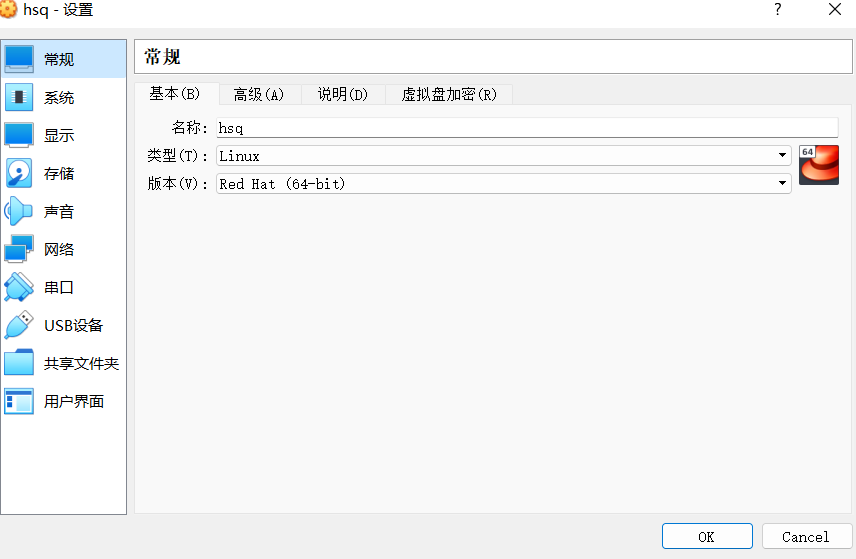 hsq - 设置
?
常规
系统
显示
存储
声音
网络
串口
USB设备
共享文件夹
用户界面
常规
基本(B) 高级(A) 说明(D) 虚拟盘加密(R)
名称: hsq
类型(T): Linux
64
版本(V): Red Hat (64-bit)
OK Cancel